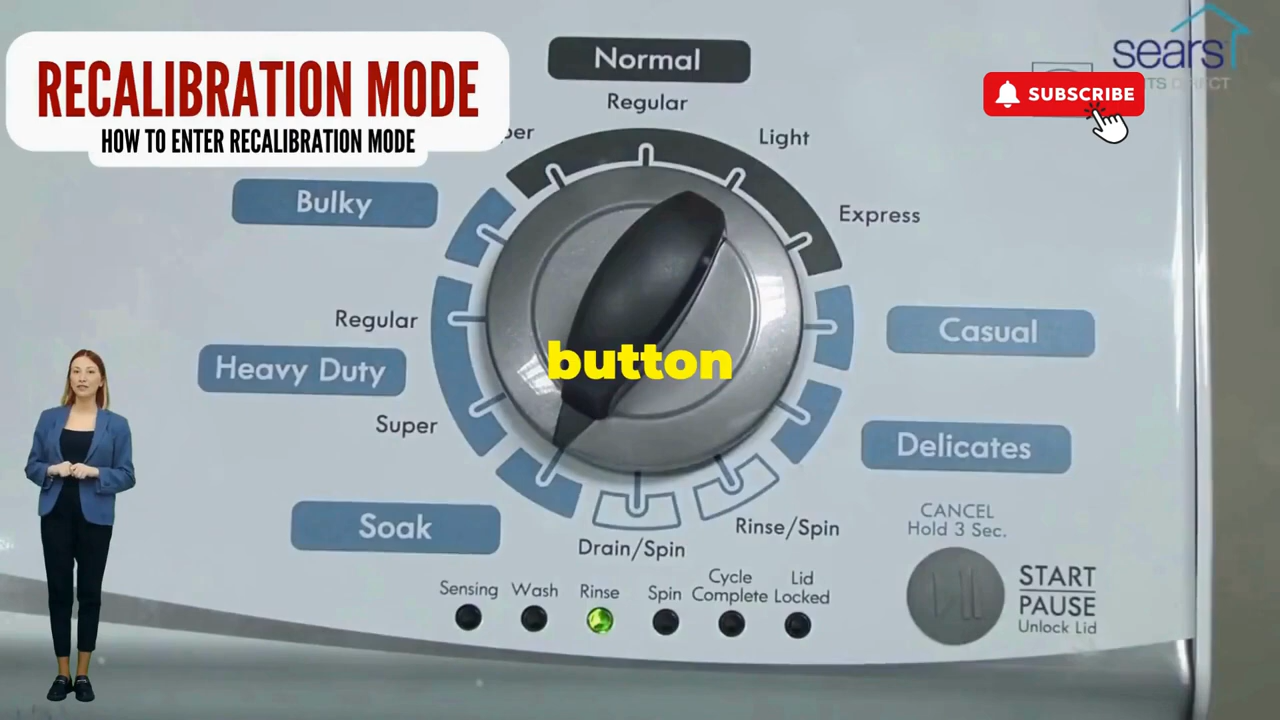 sears
RECALIBRATION MODE
HOW TO ENTER RECALIBRATION MODE
SUBSCRIBE
DIRECT
Normal
Regular
Light
Express
Bulky
Regular
Heavy Duty
Super
Casual
Delicates
button
Soak
Drain/Spin
Rinse/Spin
CANCEL
Hold 3 Sec.
START
PAUSE
Unlock Lid
Sensing
Wash
Rinse
Spin
Cycle
Complete
Lid
Locked